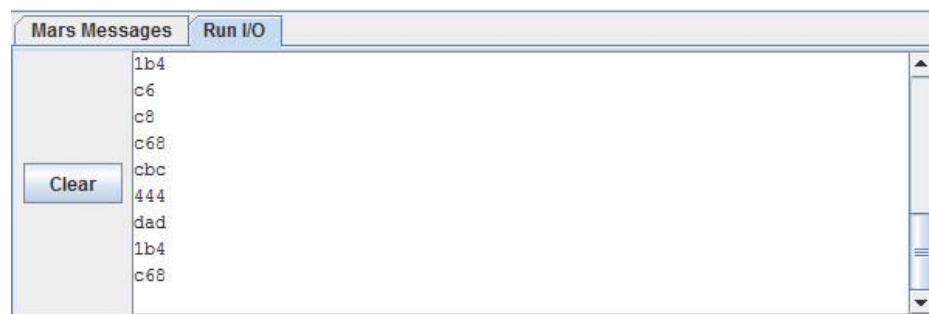 Mars Messages Run I/O
1b4
c6
c8
c68
cbc
Clear
444
dad
1b4
c68